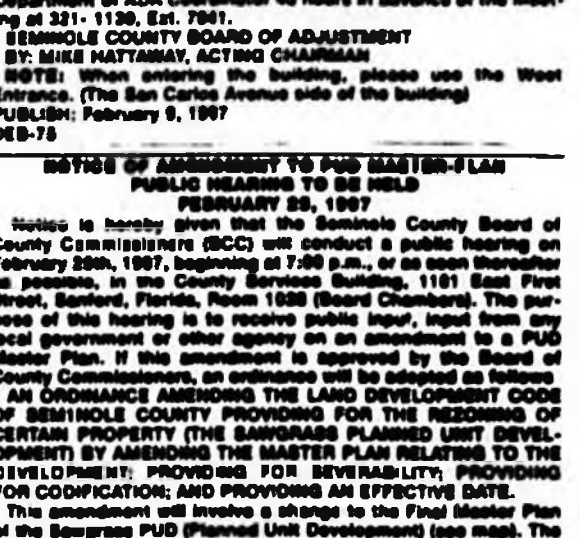 ing at 321- 1130, Ext. 7941.
SEMINOLE COUNTY BOARD OF ADJUSTMENT
BY: MIKE HATTAWAY, ACTING CHAIRMAN
NOTE: When entering the building, please use the West
Entrance. (The San Carlos Avenue side of the building)
PUBLISH: February 9, 1997
DEB-75
NOTICE OF AMENDMENT TO PUD MASTER-PLAN
PUBLIC HEARING TO BE HELD
FEBRUARY 25, 1997
Notice is hereby given that the Seminole County Board of
County Commissioners (BCC) will conduct a public hearing on
February 25th, 1997, beginning at 7:00 p.m., or as soon thereafter
as possible, in the County Services Building, 1101 East First
Street, Sanford, Florida, Room 1028 (Board Chambers). The pur-
pose of this hearing is to receive public input, input from any
local government or other agency on an amendment to a PUD
Master Plan. If this amendment is approved by the Board of
County Commissioners, an ordinance will be adopted as follows
AN ORDINANCE AMENDING THE LAND DEVELOPMENT CODE
OF SEMINOLE COUNTY PROVIDING FOR THE REZONING OF
CERTAIN PROPERTY (THE SAWGRASS PLANNED UNIT DEVEL-
OPMENT) BY AMENDING THE MASTER PLAN RELATING TO THE
DEVELOPMENT; PROVIDING FOR SEVERABILITY; PROVIDING
FOR CODIFICATION; AND PROVIDING AN EFFECTIVE DATE.
This amendment will involve a change to the Final Master Plan
of the Sawgrass PUD (Planned Unit Development) (see map). The